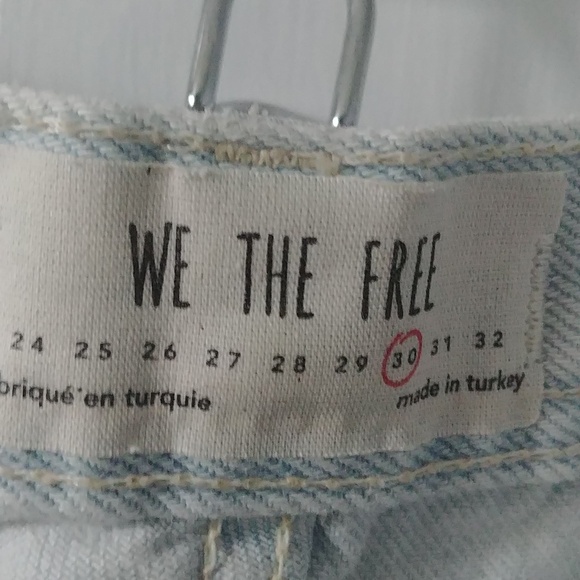 WE THE FREE
24 25 26 27 28 29 30 31 32
briqué en turquie made in turkey